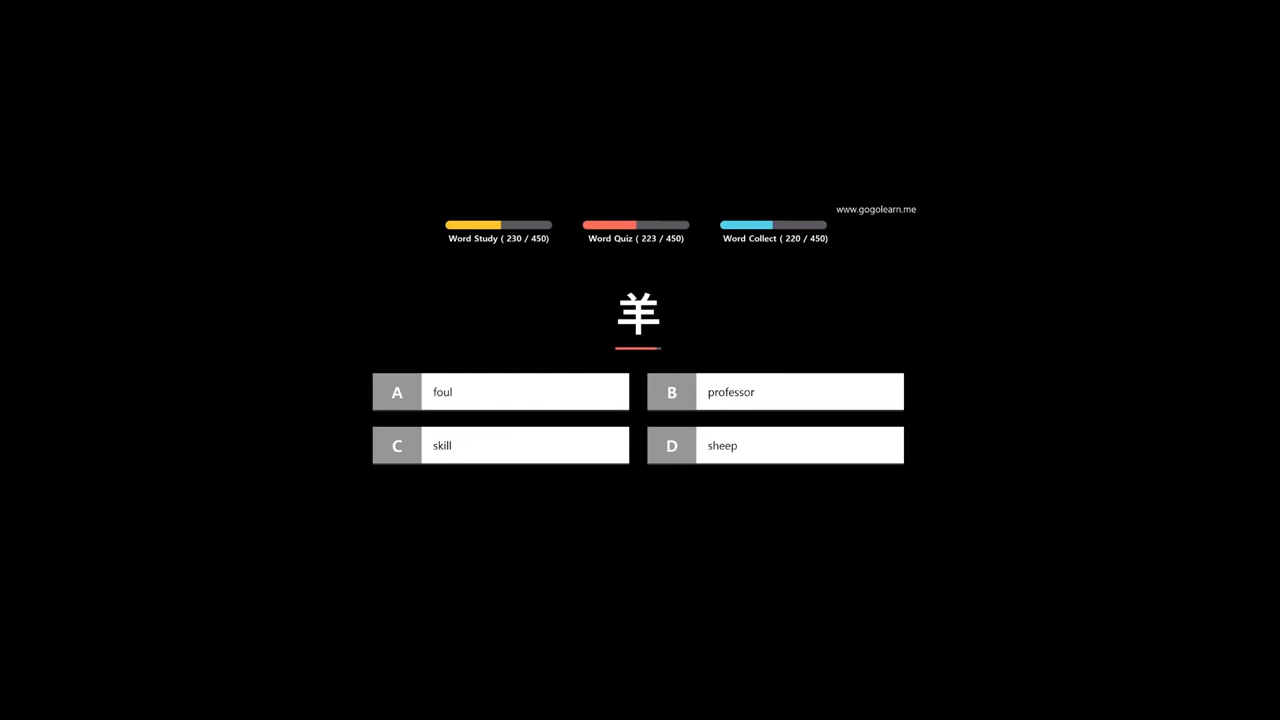 www.gogolearn.me
Word Study ( 230 / 450) Word Quiz ( 223 / 450) Word Collect ( 220 / 450)
羊
A foul B professor
C skill D sheep